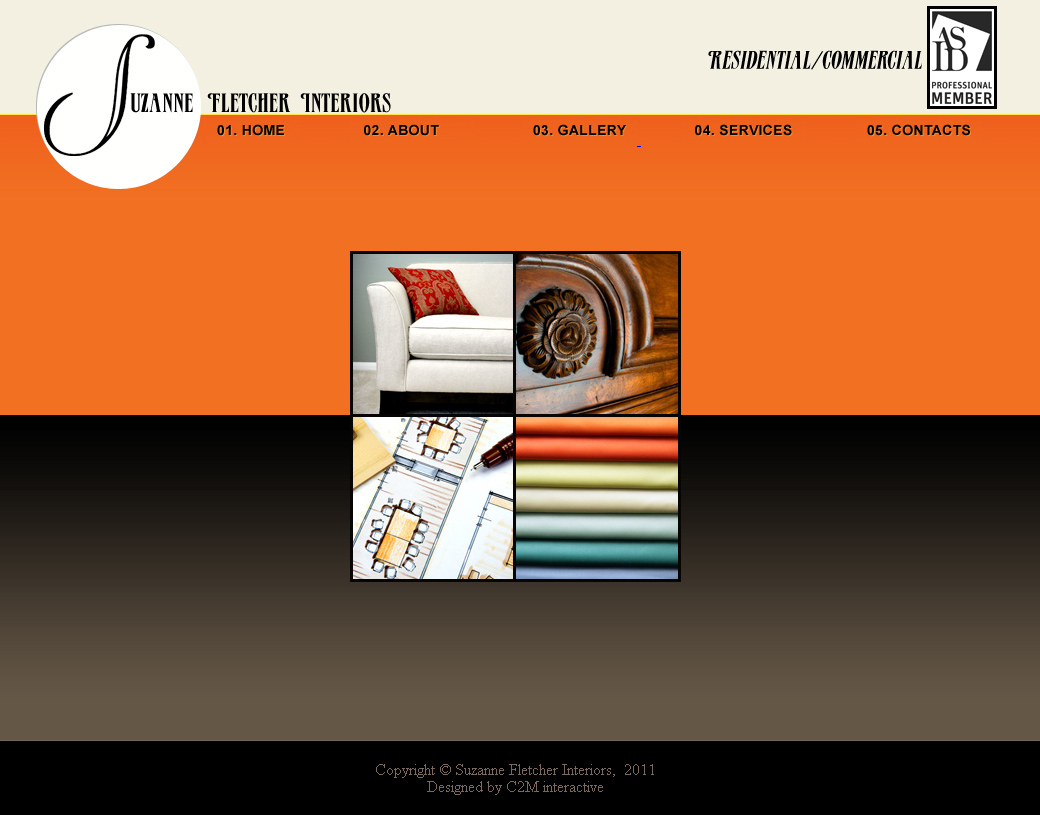 Suzanne Fletcher Interiors
Residential/Commercial
ASID
PROFESSIONAL
MEMBER
01. HOME
02. ABOUT
03. GALLERY
04. SERVICES
05. CONTACTS
Copyright © Suzanne Fletcher Interiors, 2011
Designed by C2M interactive